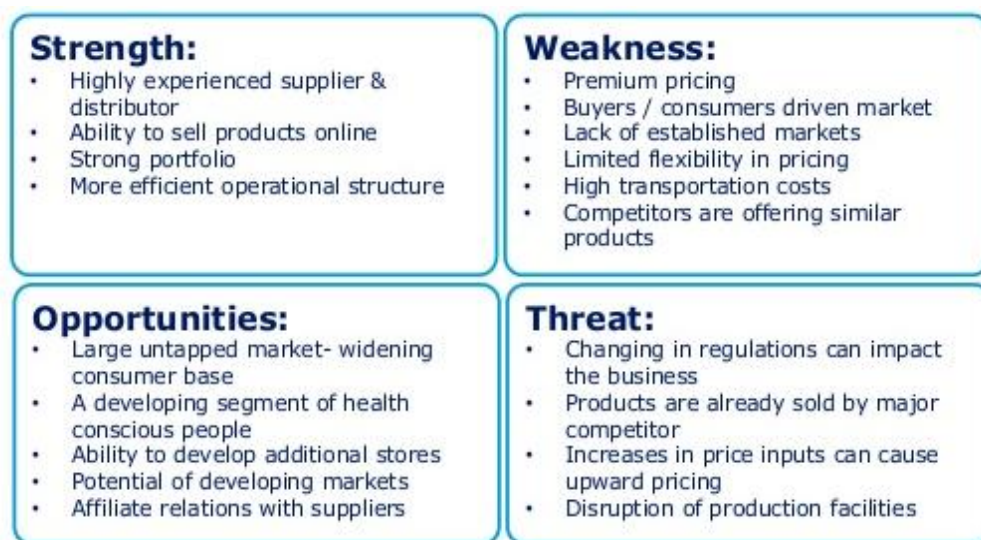 Strength:
• Highly experienced supplier &
distributor
• Ability to sell products online
• Strong portfolio
• More efficient operational structure
Weakness:
• Premium pricing
• Buyers / consumers driven market
• Lack of established markets
• Limited flexibility in pricing
• High transportation costs
• Competitors are offering similar
products
Opportunities:
• Large untapped market- widening
consumer base
• A developing segment of health
conscious people
• Ability to develop additional stores
• Potential of developing markets
• Affiliate relations with suppliers
Threat:
• Changing in regulations can impact
the business
• Products are already sold by major
competitor
• Increases in price inputs can cause
upward pricing
• Disruption of production facilities